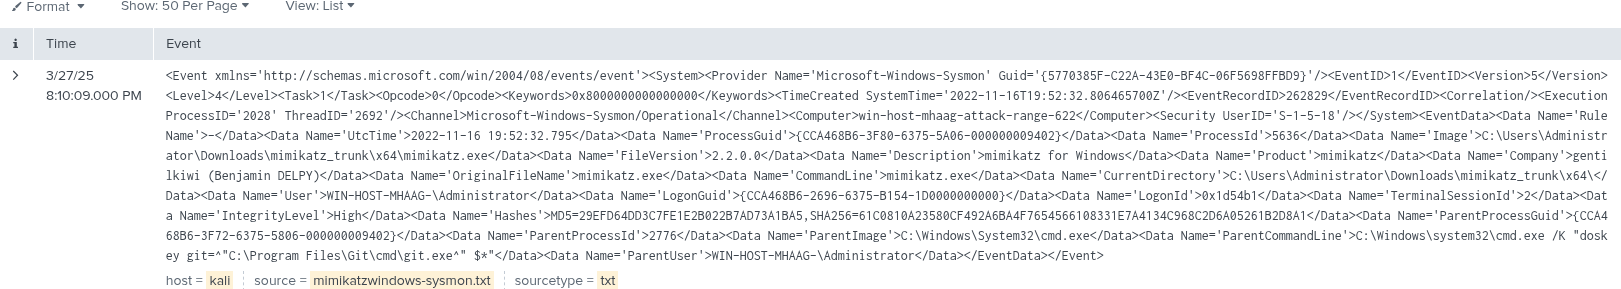 Format Show: 50 Per Page View: List
i Time Event
3/27/25
8:10:09.000 PM
<Event xmlns='http://schemas.microsoft.com/win/2004/08/events/event'><System><Provider Name='Microsoft-Windows-Sysmon' Guid='{5770385F-C22A-43E0-BF4C-06F5698FFBD9}'/><EventID>1</EventID><Version>5</Version>
<Level>4</Level><Task>1</Task><Opcode>0</Opcode><Keywords>0x8000000000000000</Keywords><TimeCreated SystemTime='2022-11-16T19:52:32.806465700Z'/><EventRecordID>262829</EventRecordID><Correlation/><Execution
ProcessID='2028' ThreadID='2692'/><Channel>Microsoft-Windows-Sysmon/Operational</Channel><Computer>win-host-mhaag-attack-range-622</Computer><Security UserID='S-1-5-18'/></System><EventData><Data Name='Rule
Name'>-</Data><Data Name='UtcTime'>2022-11-16 19:52:32.795</Data><Data Name='ProcessGuid'>{CCA468B6-3F80-6375-5A06-000000009402}</Data><Data Name='ProcessId'>5636</Data><Data Name='Image'>C:\Users\Administr
ator\Downloads\mimikatz_trunk\x64\mimikatz.exe</Data><Data Name='FileVersion'>2.2.0.0</Data><Data Name='Description'>mimikatz for Windows</Data><Data Name='Product'>mimikatz</Data><Data Name='Company'>genti
lkiwi (Benjamin DELPY)</Data><Data Name='OriginalFileName'>mimikatz.exe</Data><Data Name='CommandLine'>mimikatz.exe</Data><Data Name='CurrentDirectory'>C:\Users\Administrator\Downloads\mimikatz_trunk\x64\</
Data><Data Name='User'>WIN-HOST-MHAAG-\Administrator</Data><Data Name='LogonGuid'>{CCA468B6-2696-6375-B154-1D0000000000}</Data><Data Name='LogonId'>0x1d54b1</Data><Data Name='TerminalSessionId'>2</Data><Dat
a Name='IntegrityLevel'>High</Data><Data Name='Hashes'>MD5=29EFD64DD3C7FE1E2B022B7AD73A1BA5,SHA256=61C0810A23580CF492A6BA4F7654566108331E7A4134C968C2D6A05261B2D8A1</Data><Data Name='ParentProcessGuid'>{CCA4
68B6-3F72-6375-5806-000000009402}</Data><Data Name='ParentProcessId'>2776</Data><Data Name='ParentImage'>C:\Windows\System32\cmd.exe</Data><Data Name='ParentCommandLine'>C:\Windows\system32\cmd.exe /K "dosk
ey git=^"C:\Program Files\Git\cmd\git.exe^" $*"</Data><Data Name='ParentUser'>WIN-HOST-MHAAG-\Administrator</Data></EventData></Event>
host = kali source = mimikatzwindows-sysmon.txt sourcetype = txt